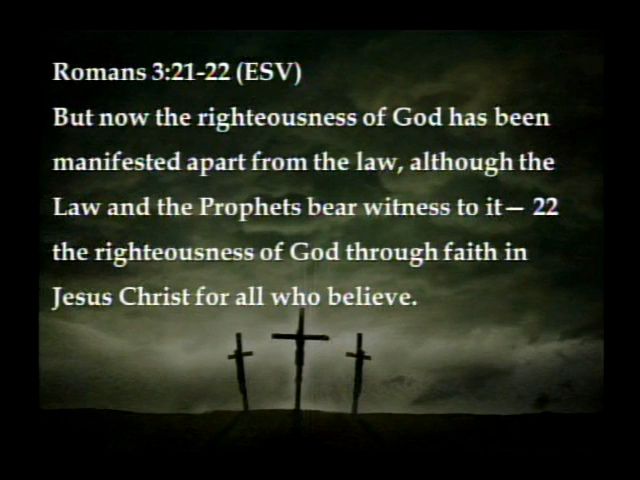 Romans 3:21-22 (ESV)
But now the righteousness of God has been
manifested apart from the law, although the
Law and the Prophets bear witness to it— 22
the righteousness of God through faith in
Jesus Christ for all who believe.